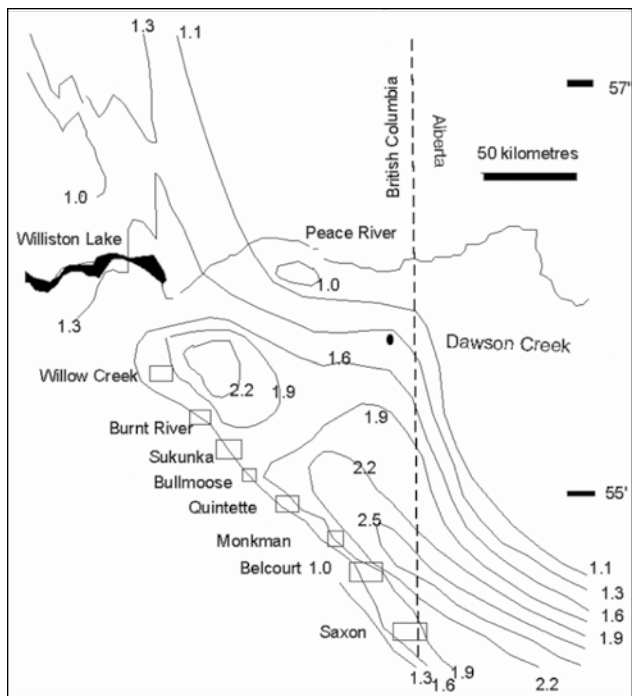 1.3
1.1
57'
British Columbia
Alberta
50 kilometres
1.0
Williston Lake
Peace River
1.0
1.3
Dawson Creek
1.6
Willow Creek
2.2
1.9
Burnt River
1.9
Sukunka
2.2
Bullmoose
55'
Quintette
2.5
Monkman
Belcourt 1.0
1.1
1.3
1.6
Saxon
1.9
1.3
1.6
1.9
2.2